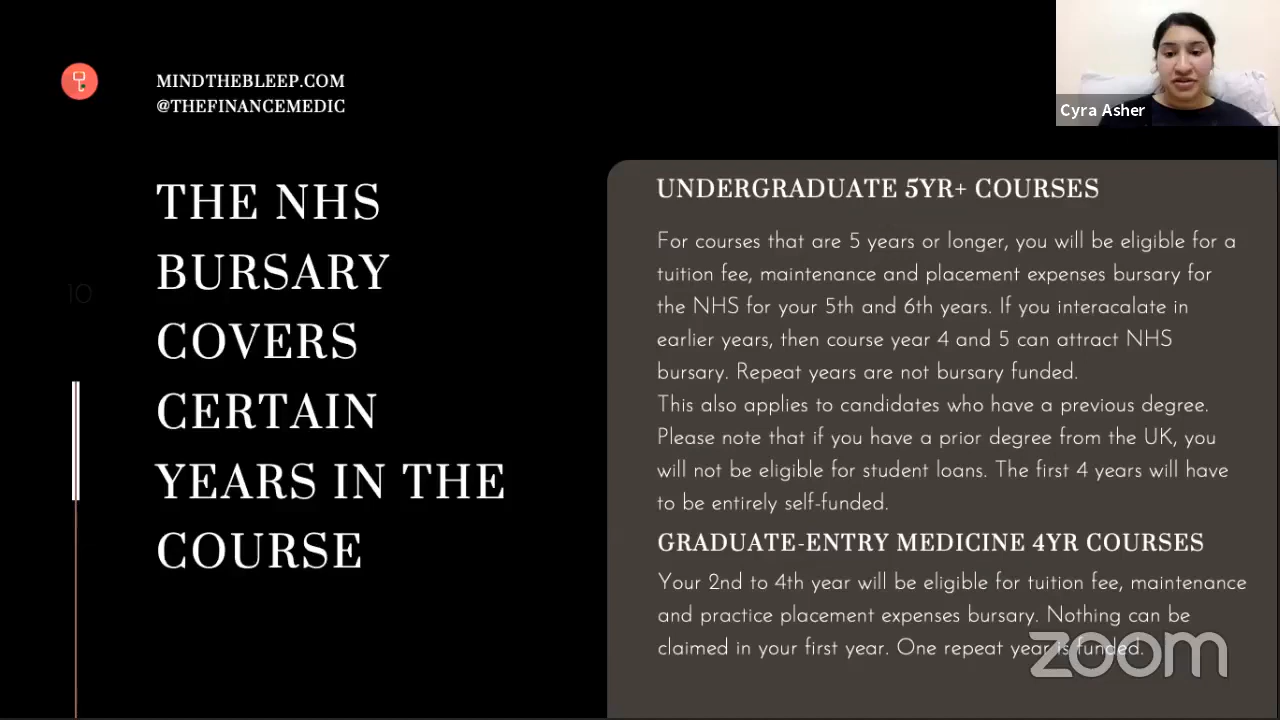 MINDTHEBLEEP.COM
@THEFINANCEMEDIC
Cyra Asher
THE NHS
BURSARY
COVERS
CERTAIN
YEARS IN THE
COURSE
10
UNDERGRADUATE 5YR+ COURSES
For courses that are 5 years or longer, you will be eligible for a
tuition fee, maintenance and placement expenses bursary for
the NHS for your 5th and 6th years. If you interacalate in
earlier years, then course year 4 and 5 can attract NHS
bursary. Repeat years are not bursary funded.
This also applies to candidates who have a previous degree.
Please note that if you have a prior degree from the UK, you
will not be eligible for student loans. The first 4 years will have
to be entirely self-funded.
GRADUATE-ENTRY MEDICINE 4YR COURSES
Your 2nd to 4th year will be eligible for tuition fee, maintenance
and practice placement expenses bursary. Nothing can be
claimed in your first year. One repeat year is funded.
zoom